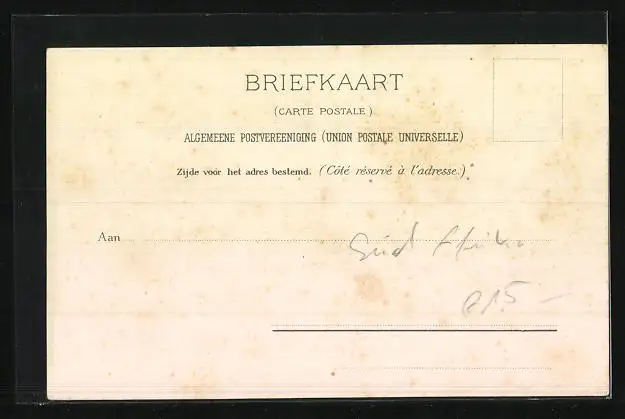 BRIEFKAART
(CARTE POSTALE)
ALGEMEENE POSTVEREENIGING (UNION POSTALE UNIVERSELLE)
Zijde voor het adres bestemd. (Côté réservé à l'adresse.)
Aan
Süd Afrika